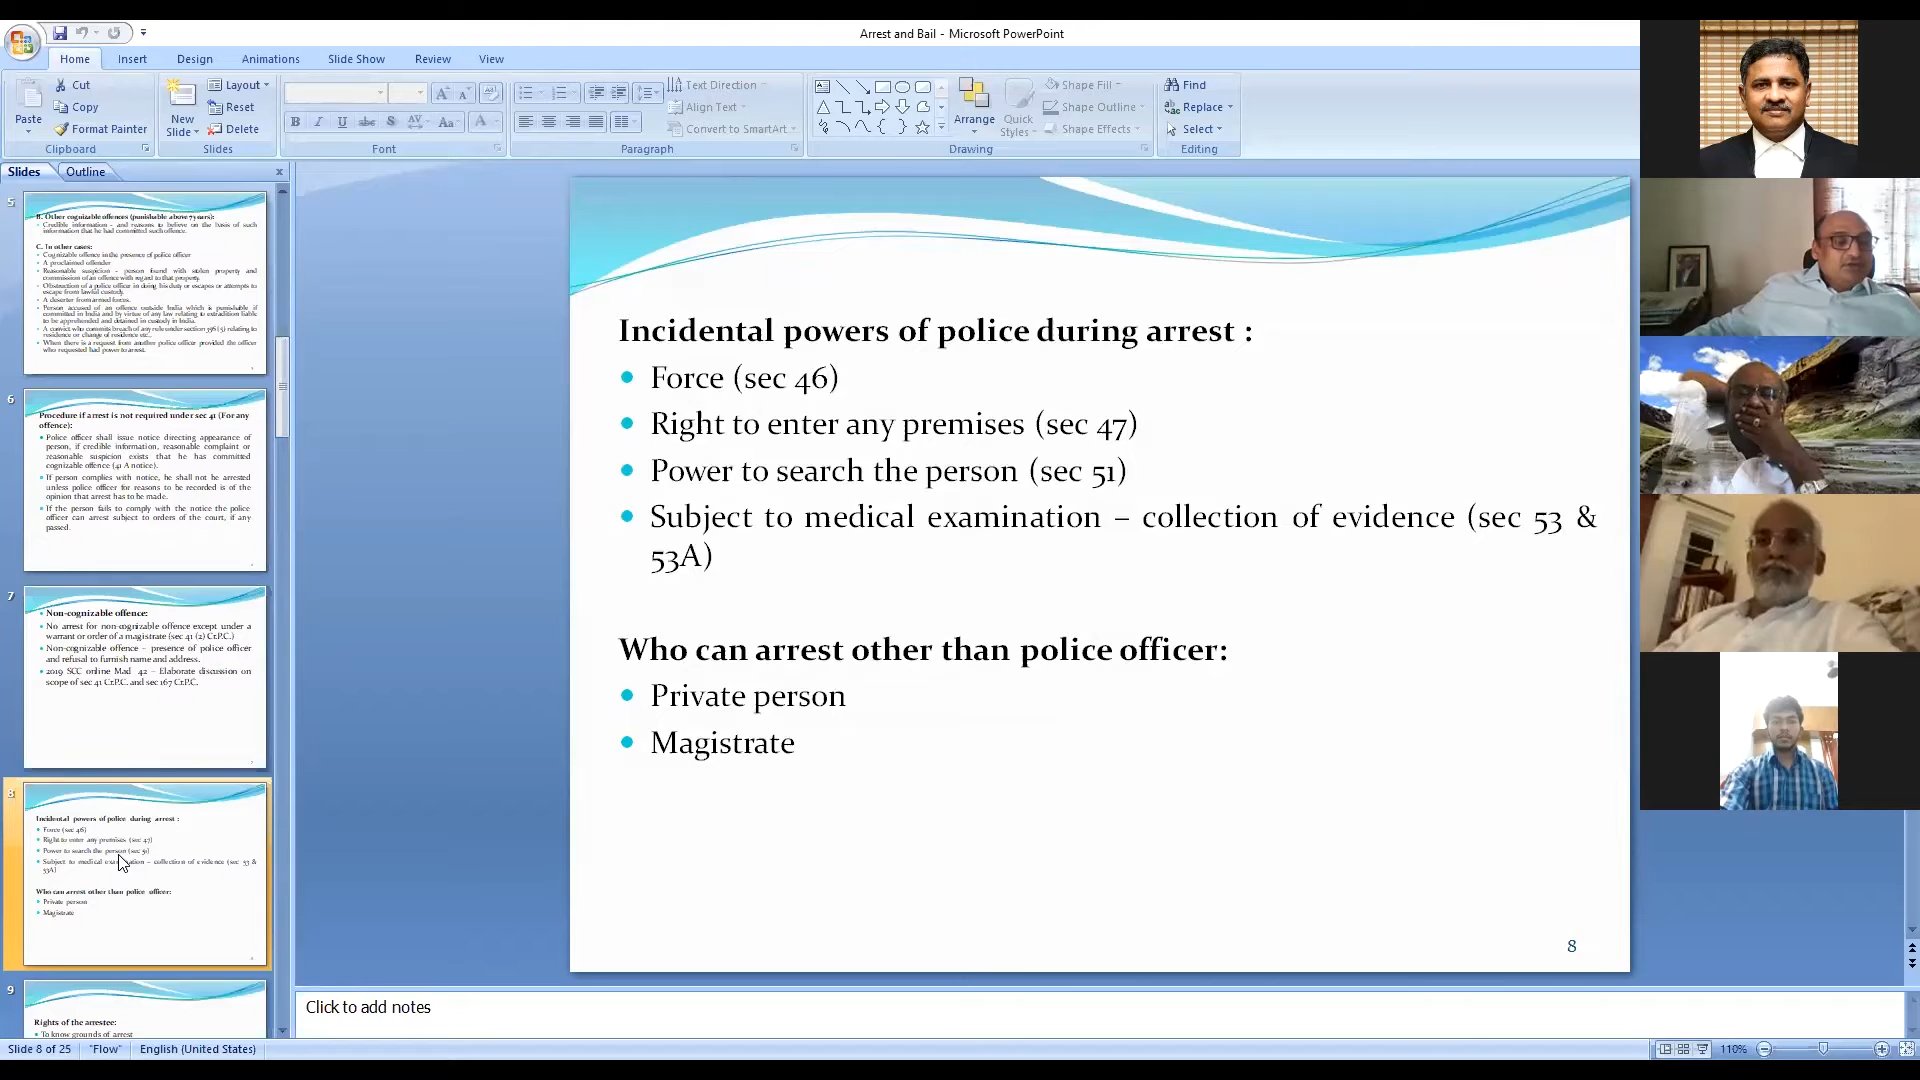 Arrest and Bail - Microsoft PowerPoint
Home Insert Design Animations Slide Show Review View
Paste
Cut
Copy
Format Painter
Clipboard
New Slide
Layout
Reset
Delete
Slides
Font
Text Direction
Align Text
Convert to SmartArt
Paragraph
Arrange
Quick Styles
Shape Fill
Shape Outline
Shape Effects
Drawing
Find
Replace
Select
Editing
Slides Outline
5
B. Other cognizable offences (punishable above 7 years):
Credible information – and reasons to believe on the basis of such
information that he had committed such offence.
C. In other cases:
Cognizable offence in the presence of police officer
A proclaimed offender
Reasonable suspicion – person found with stolen property and
commission of an offence with regard to that property.
Obstruction of a police officer in doing his duty or escapes or attempts to
escape from lawful custody.
A deserter from armed forces.
Person accused of an offence outside India which is punishable if
committed in India and by virtue of any law relating to extradition liable
to be apprehended and detained in custody in India.
A convict who commits breach of any rule under section 356 (5) relating to
residence or change of residence etc.,
When there is a request from another police officer provided the officer
who requested had power to arrest.
6
Procedure if arrest is not required under sec 41 (For any
offence):
Police officer shall issue notice directing appearance of
person, if credible information, reasonable complaint or
reasonable suspicion exists that he has committed
cognizable offence (41 A notice).
If person complies with notice, he shall not be arrested
unless police officer for reasons to be recorded is of the
opinion that arrest has to be made.
If the person fails to comply with the notice the police
officer can arrest subject to orders of the court, if any
passed.
7
Non-cognizable offence:
No arrest for non-cognizable offence except under a
warrant or order of a magistrate (sec 41 (2) Cr.P.C.)
Non-cognizable offence – presence of police officer
and refusal to furnish name and address.
2019 SCC online Mad 42 – Elaborate discussion on
scope of sec 41 Cr.P.C. and sec 167 Cr.P.C.
8
Incidental powers of police during arrest :
Force (sec 46)
Right to enter any premises (sec 47)
Power to search the person (sec 51)
Subject to medical examination – collection of evidence (sec 53 &
53A)
Who can arrest other than police officer:
Private person
Magistrate
9
Rights of the arrestee:
To know grounds of arrest
Incidental powers of police during arrest :
Force (sec 46)
Right to enter any premises (sec 47)
Power to search the person (sec 51)
Subject to medical examination – collection of evidence (sec 53 &
53A)
Who can arrest other than police officer:
Private person
Magistrate
8
Click to add notes
Slide 8 of 25 "Flow" English (United States) 110%